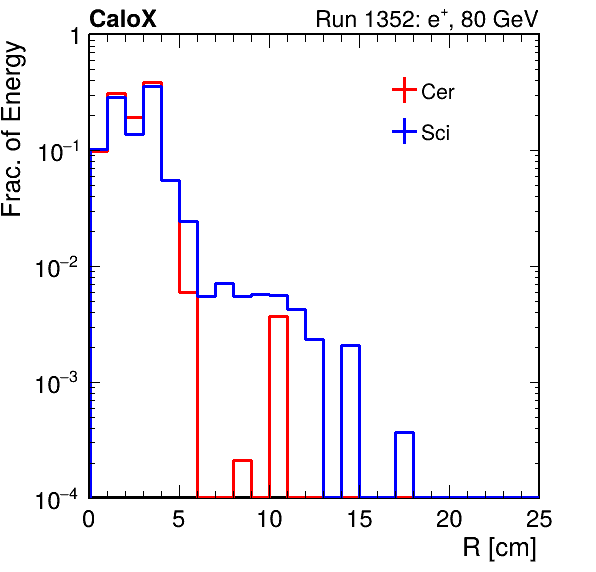 CaloX Run 1352: e⁺, 80 GeV
Frac. of Energy
1
10⁻¹
10⁻²
10⁻³
10⁻⁴
Cer
Sci
0 5 10 15 20 25
R [cm]